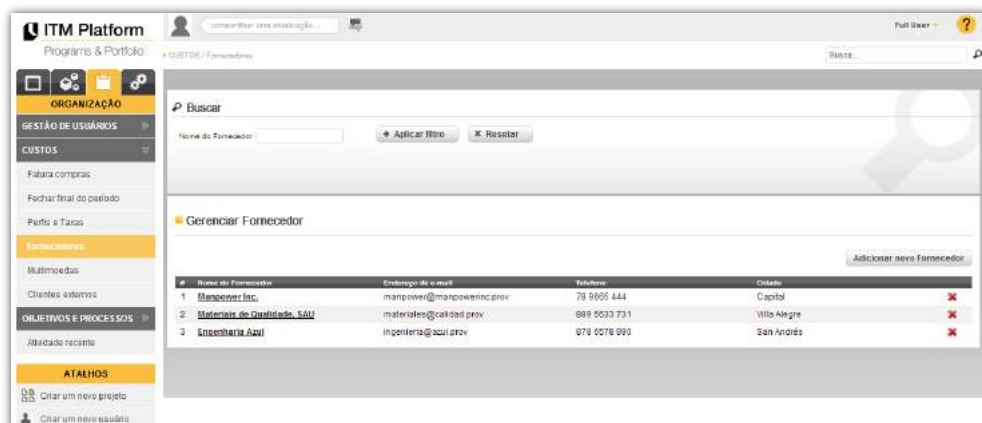 ITM Platform
Programs & Portfolio
compartilhar uma atualização...
Full User
?
CUSTOS / Fornecedores
Busca...
ORGANIZAÇÃO
GESTÃO DE USUÁRIOS
CUSTOS
Fatura compras
Fechar final do período
Perfis e Taxas
Fornecedores
Multimoedas
Clientes externos
OBJETIVOS E PROCESSOS
Atividade recente
ATALHOS
Criar um novo projeto
Criar um novo usuário
Buscar
Nome do Fornecedor
Aplicar filtro
Resetar
Gerenciar Fornecedor
Adicionar novo Fornecedor
# Nome do Fornecedor Endereço de e-mail Telefone Cidade
1 Manpower Inc. manpower@manpowerinc.prov 78 9665 444 Capital
2 Materiais de Qualidade, SAU materiales@calidad.prov 889 5633 731 Villa Alegre
3 Engenharia Azul ingenieria@azul.prov 678 6578 990 San Andrés